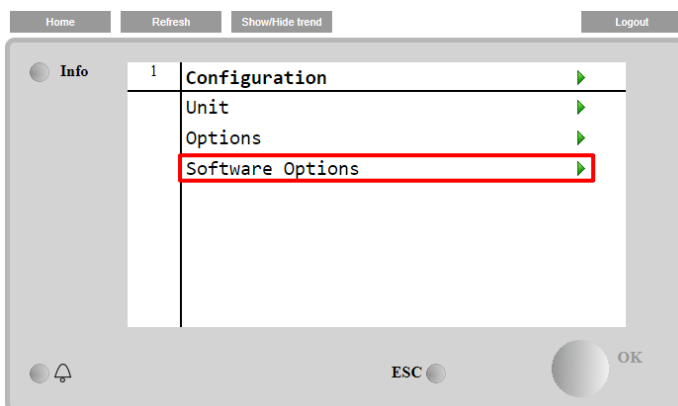 Home Refresh Show/Hide trend Logout
Info
1 Configuration
Unit
Options
Software Options
ESC
OK